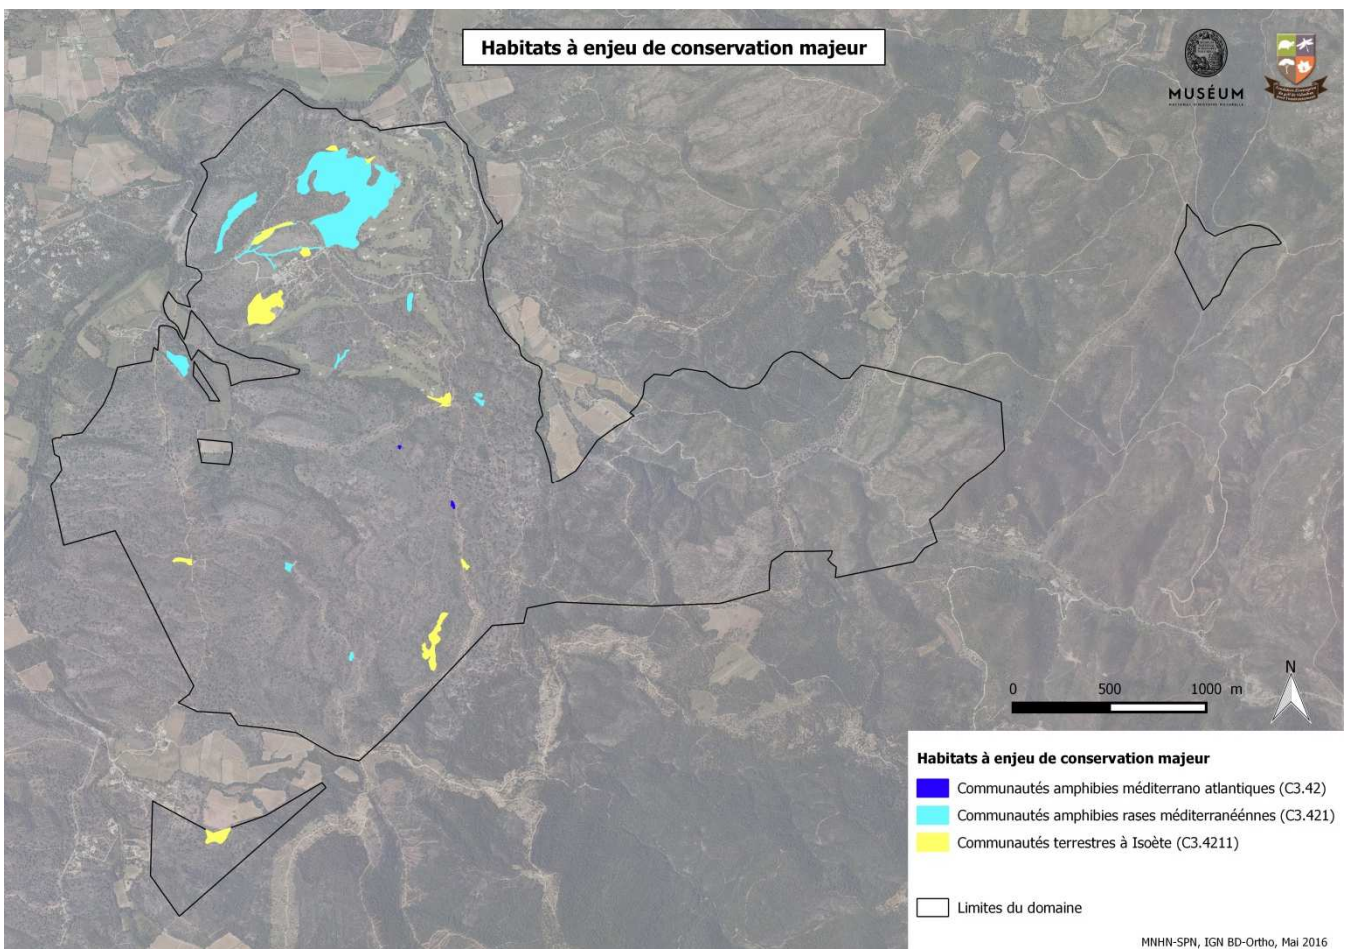 Habitats à enjeu de conservation majeur
MUSÉUM
N
0 500 1000 m
Habitats à enjeu de conservation majeur
Communautés amphibies méditerrano atlantiques (C3.42)
Communautés amphibies rases méditerranéénnes (C3.421)
Communautés terrestres à Isoète (C3.4211)
Limites du domaine
MNHN-SPN, IGN BD-Ortho, Mai 2016